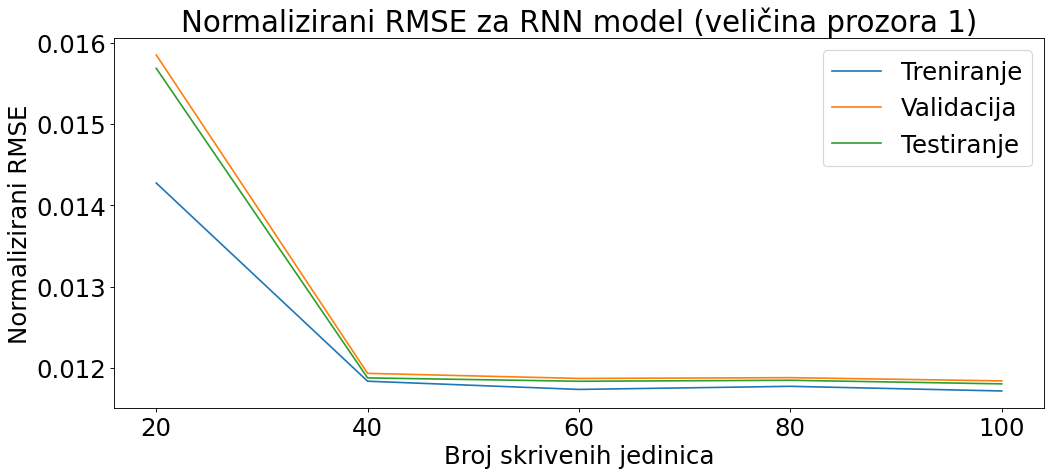 Normalizirani RMSE za RNN model (veličina prozora 1)
Normalizirani RMSE
0.016
0.015
0.014
0.013
0.012
Treniranje
Validacija
Testiranje
20 40 60 80 100
Broj skrivenih jedinica